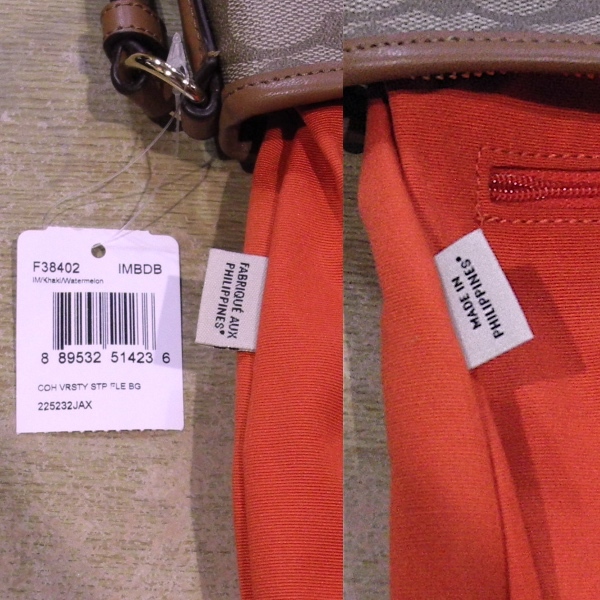 F38402 IMBDB
IM/Khaki/Watermelon
8 89532 51423 6
COH VRSTY STP FLE BG
225232JAX
FABRIQUÉ AUX
PHILIPPINES*
MADE IN
PHILIPPINES*